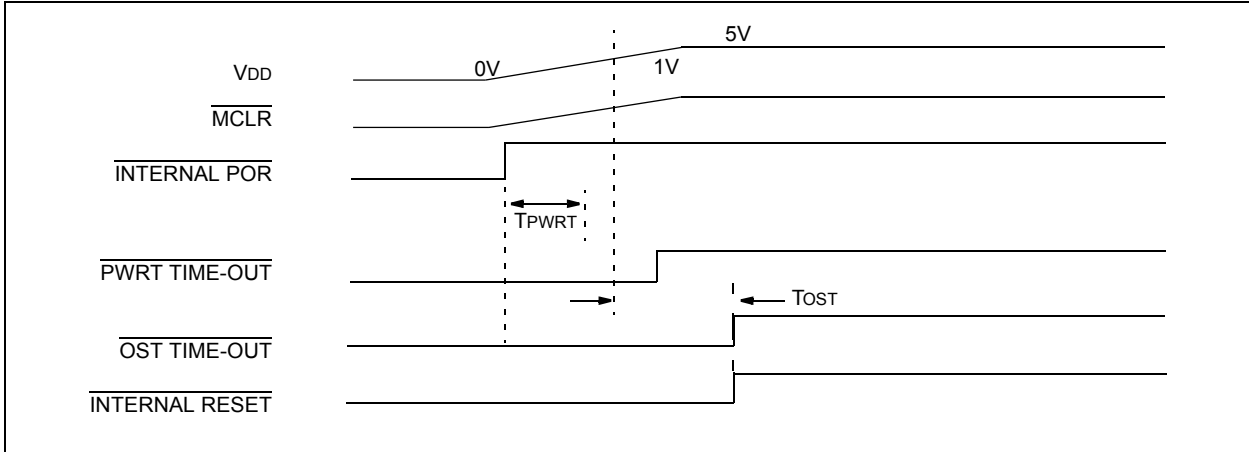 5V
VDD 0V 1V
MCLR
INTERNAL POR
TPWRT
PWRT TIME-OUT
TOST
OST TIME-OUT
INTERNAL RESET